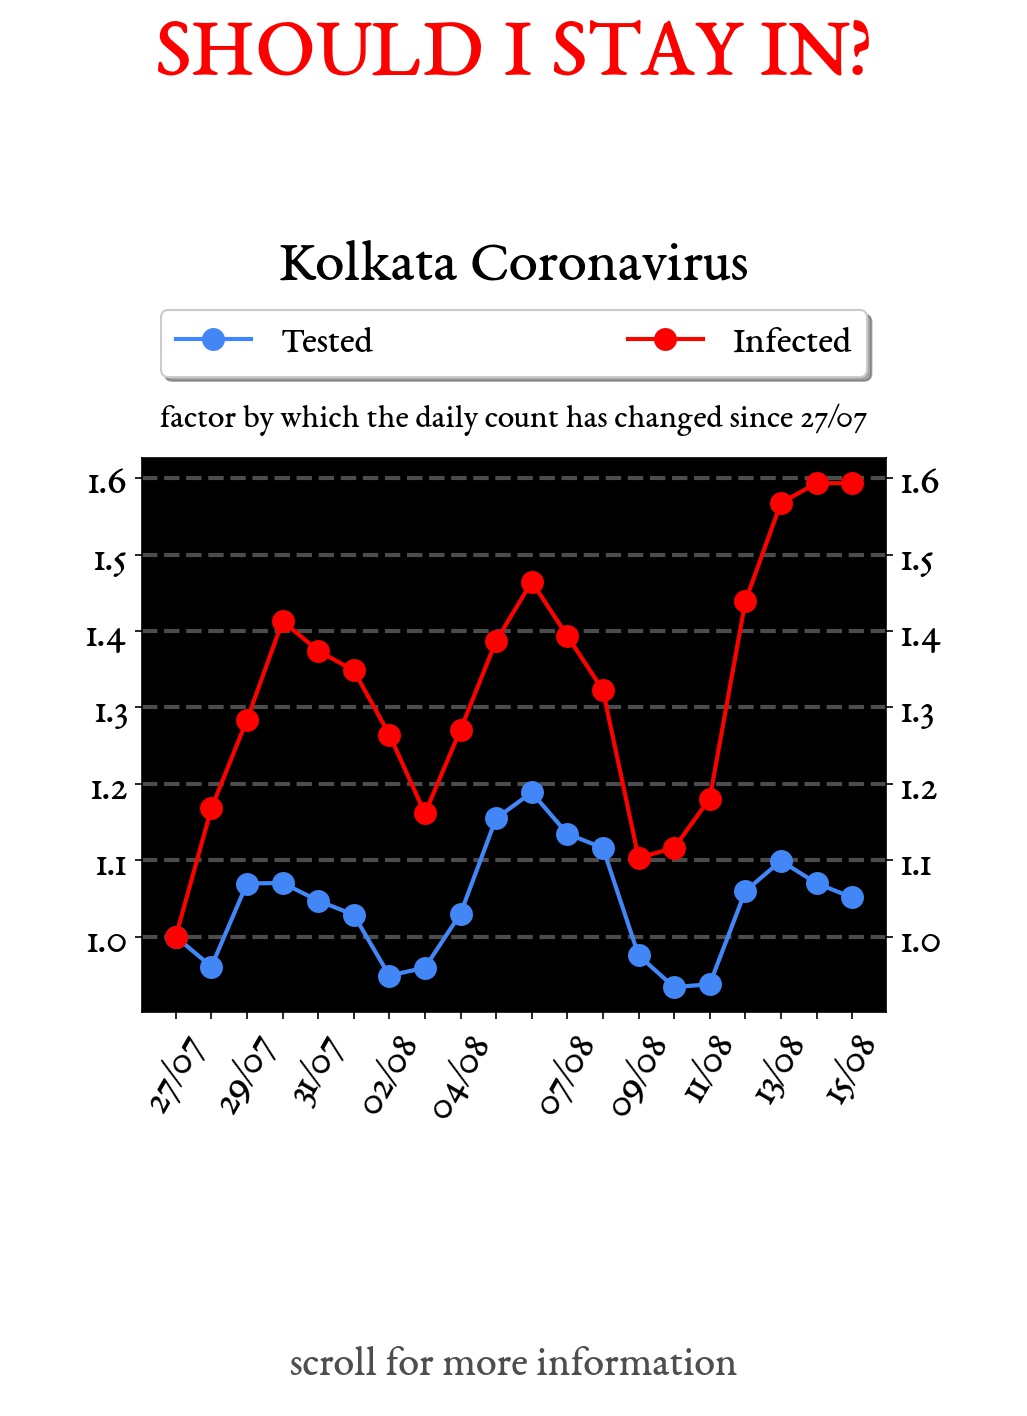 SHOULD I STAY IN?
Kolkata Coronavirus
Tested Infected
factor by which the daily count has changed since 27/07
1.6 1.6
1.5 1.5
1.4 1.4
1.3 1.3
1.2 1.2
1.1 1.1
1.0 1.0
27/07 29/07 31/07 02/08 04/08 07/08 09/08 11/08 13/08 15/08
scroll for more information